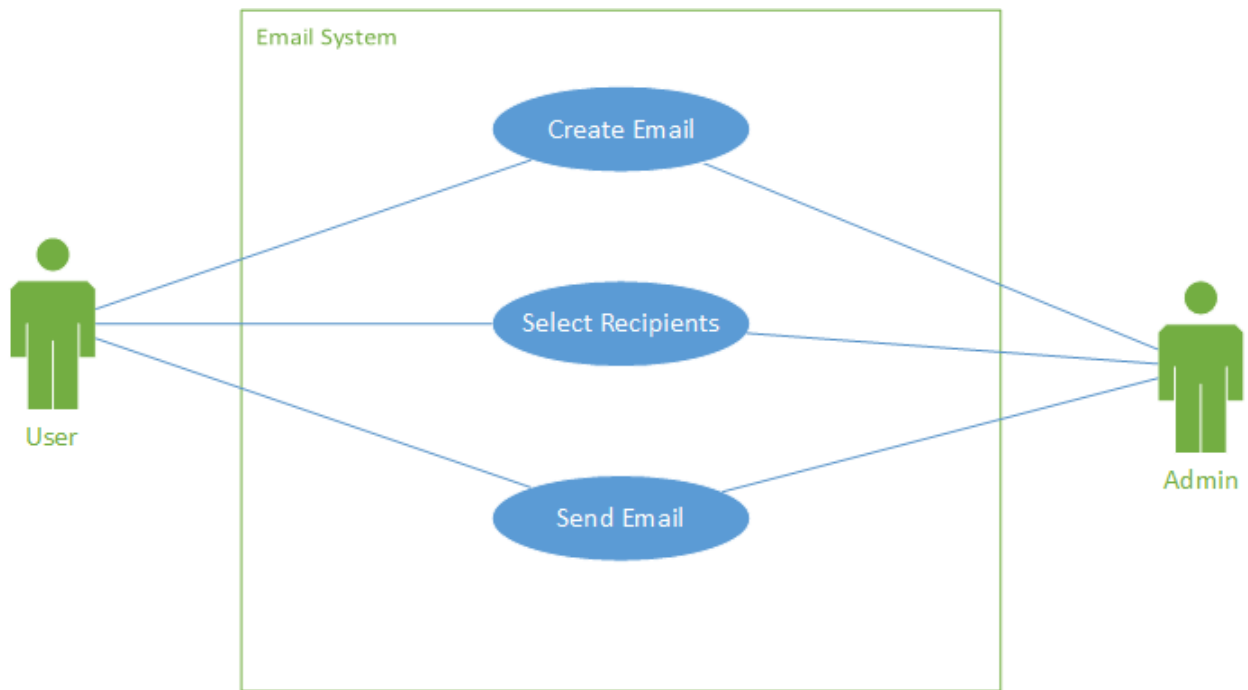 Email System
Create Email
Select Recipients
User
Admin
Send Email